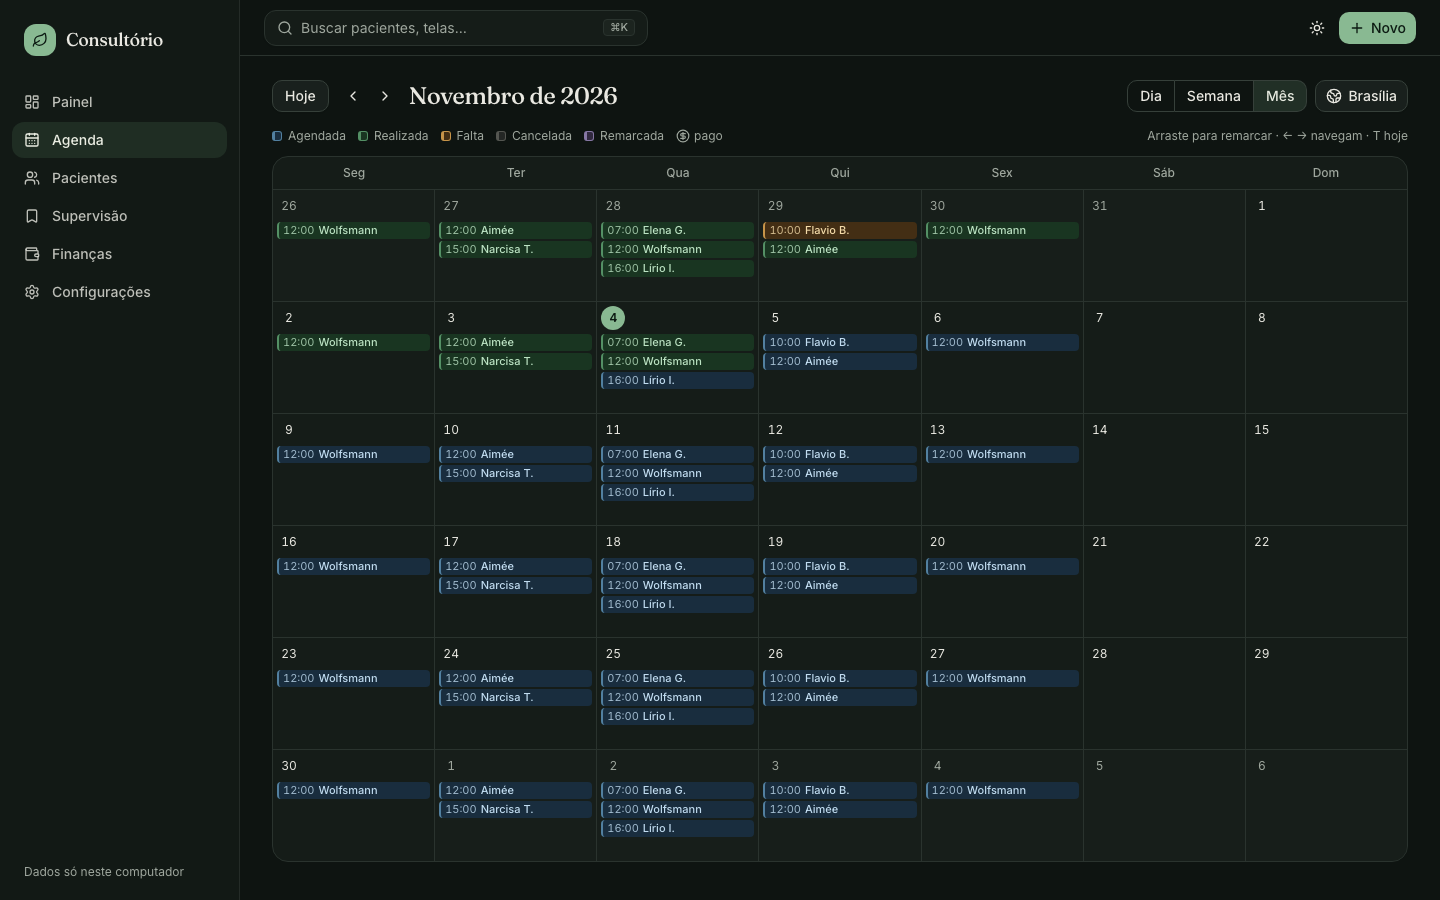 Consultório
Buscar pacientes, telas... ⌘K
Novo
Painel
Agenda
Pacientes
Supervisão
Finanças
Configurações
Dados só neste computador
Hoje Novembro de 2026 Dia Semana Mês Brasília
Agendada Realizada Falta Cancelada Remarcada pago Arraste para remarcar · ← → navegam · T hoje
Seg Ter Qua Qui Sex Sáb Dom
26 27 28 29 30 31 1
12:00 Wolfsmann 12:00 Aimée 07:00 Elena G. 10:00 Flavio B. 12:00 Wolfsmann
15:00 Narcisa T. 12:00 Wolfsmann 12:00 Aimée
16:00 Lírio I.
2 3 4 5 6 7 8
12:00 Wolfsmann 12:00 Aimée 07:00 Elena G. 10:00 Flavio B. 12:00 Wolfsmann
15:00 Narcisa T. 12:00 Wolfsmann 12:00 Aimée
16:00 Lírio I.
9 10 11 12 13 14 15
12:00 Wolfsmann 12:00 Aimée 07:00 Elena G. 10:00 Flavio B. 12:00 Wolfsmann
15:00 Narcisa T. 12:00 Wolfsmann 12:00 Aimée
16:00 Lírio I.
16 17 18 19 20 21 22
12:00 Wolfsmann 12:00 Aimée 07:00 Elena G. 10:00 Flavio B. 12:00 Wolfsmann
15:00 Narcisa T. 12:00 Wolfsmann 12:00 Aimée
16:00 Lírio I.
23 24 25 26 27 28 29
12:00 Wolfsmann 12:00 Aimée 07:00 Elena G. 10:00 Flavio B. 12:00 Wolfsmann
15:00 Narcisa T. 12:00 Wolfsmann 12:00 Aimée
16:00 Lírio I.
30 1 2 3 4 5 6
12:00 Wolfsmann 12:00 Aimée 07:00 Elena G. 10:00 Flavio B. 12:00 Wolfsmann
15:00 Narcisa T. 12:00 Wolfsmann 12:00 Aimée
16:00 Lírio I.